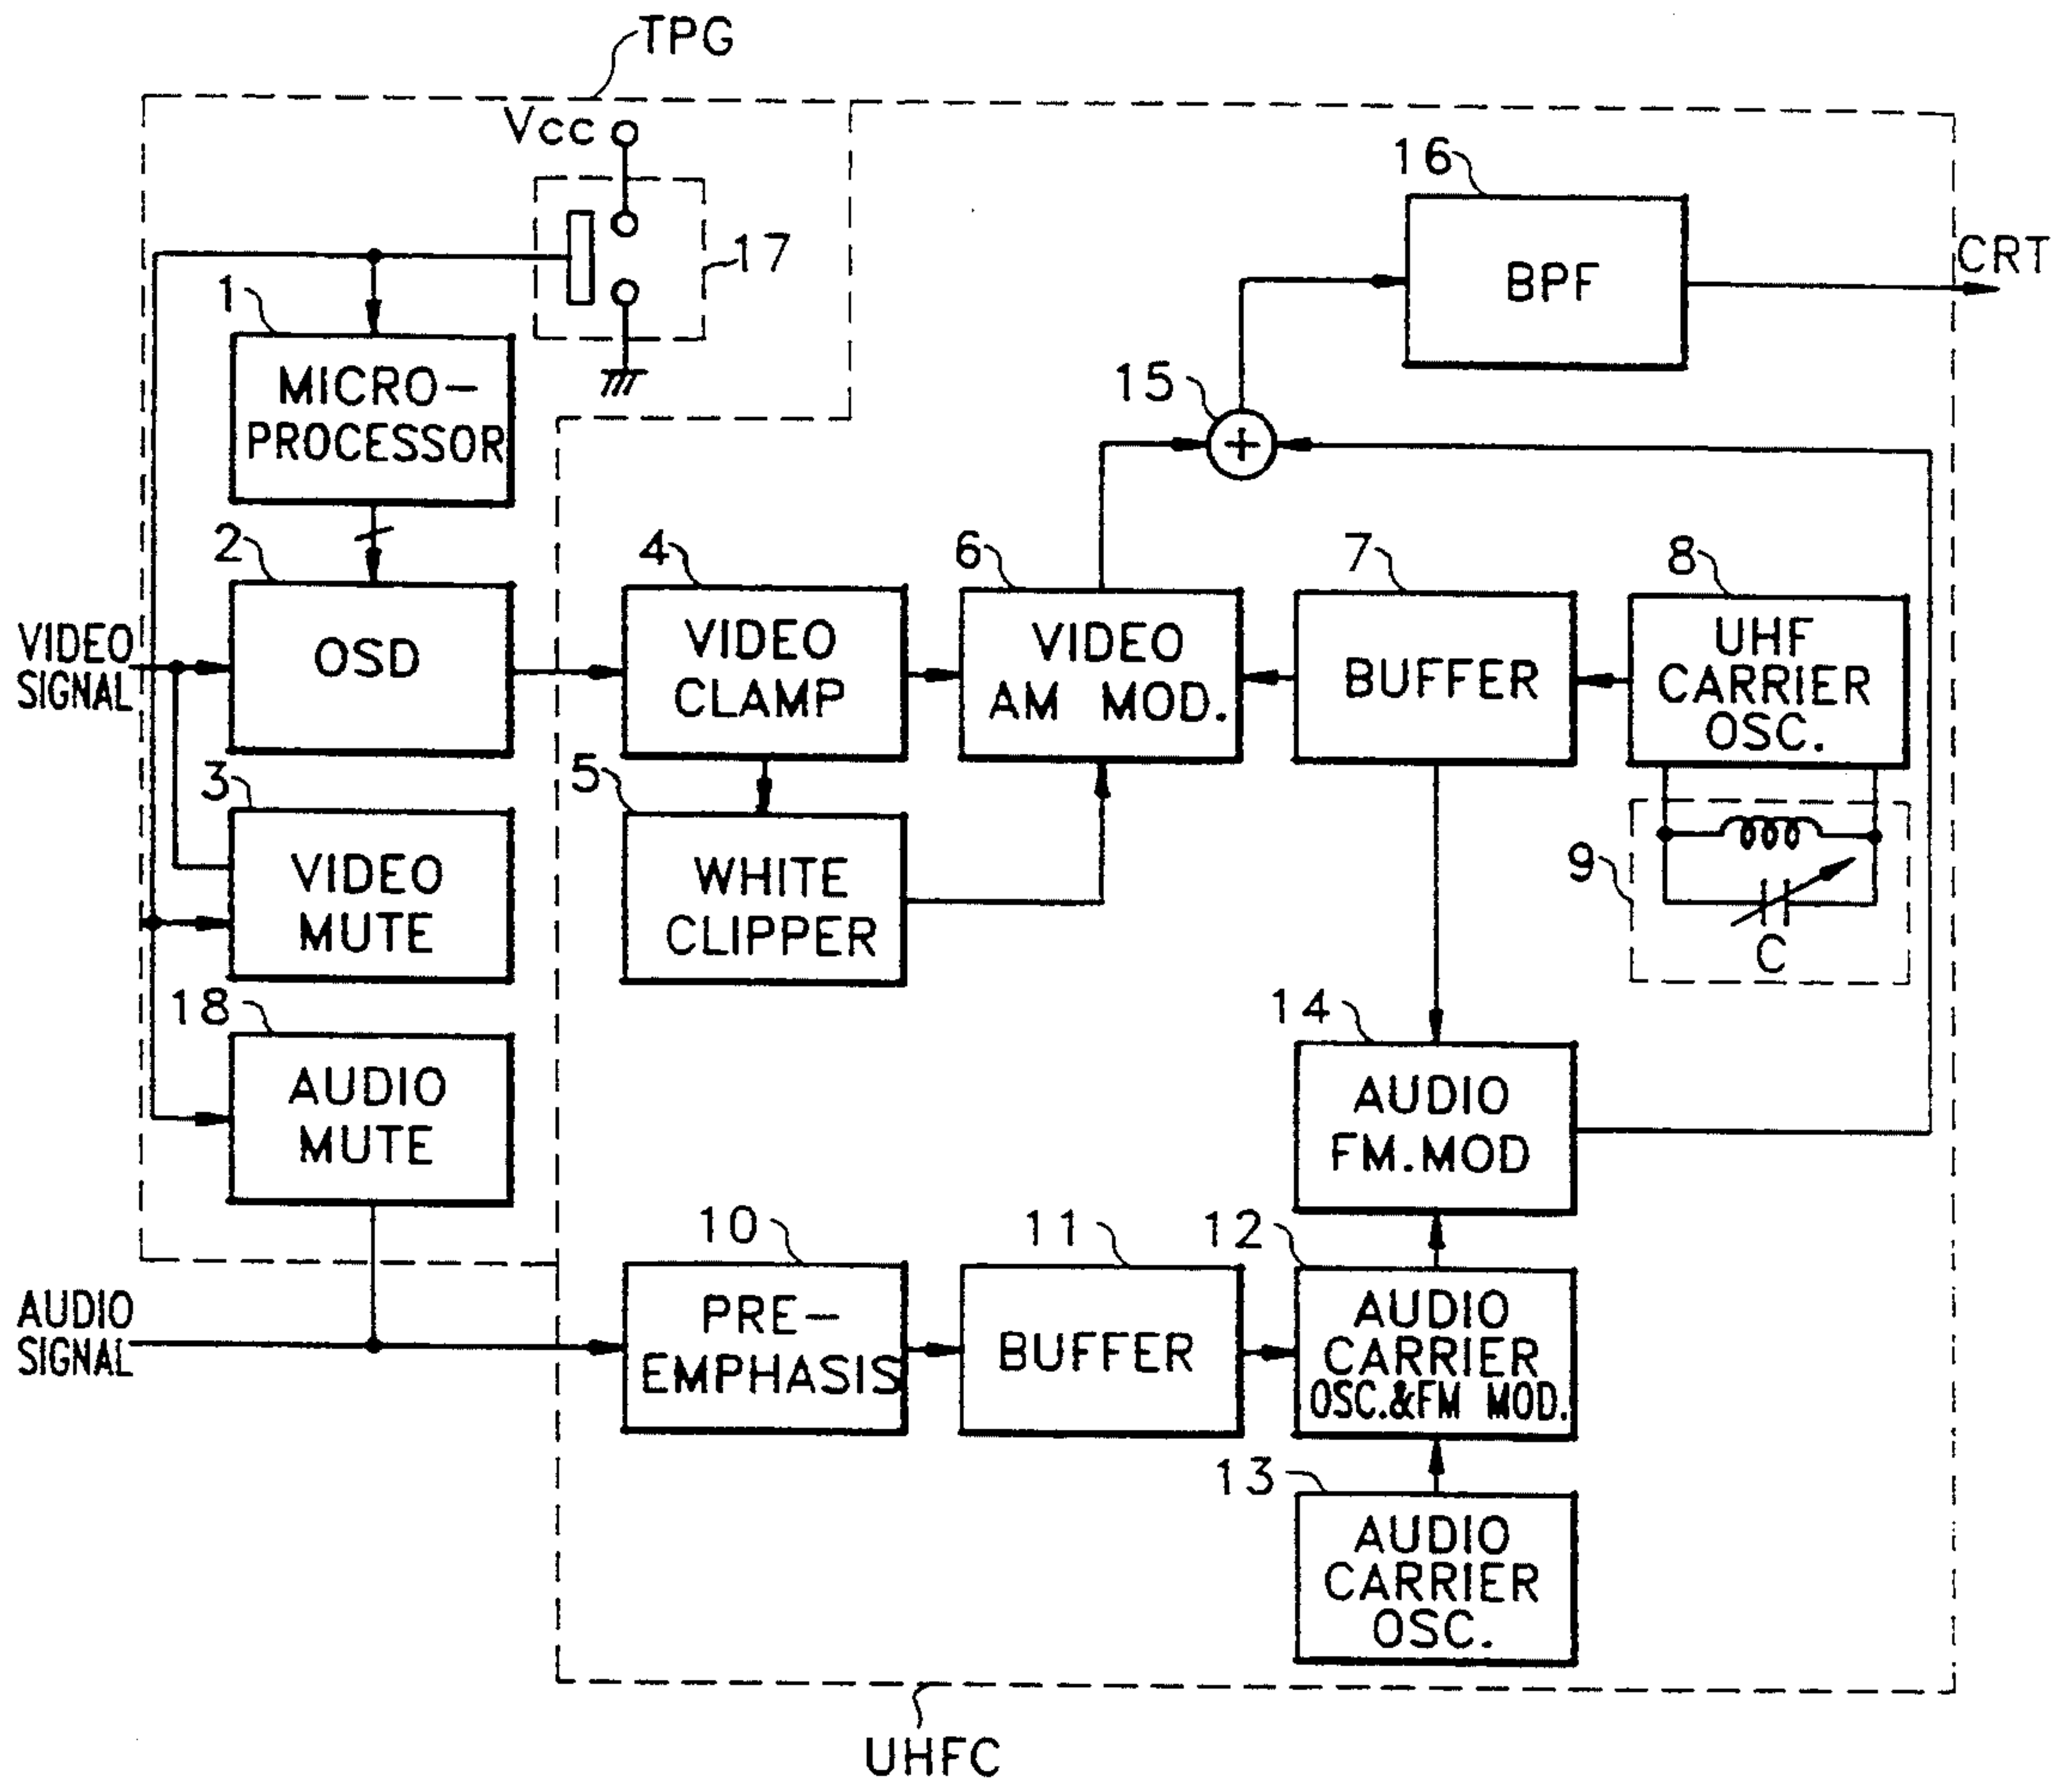 TPG
Vcc
17
16
BPF
CRT
1
MICRO-
PROCESSOR
15
+
2
OSD
VIDEO
SIGNAL
4
VIDEO
CLAMP
6
VIDEO
AM MOD.
7
BUFFER
8
UHF
CARRIER
OSC.
3
VIDEO
MUTE
5
WHITE
CLIPPER
9
C
18
AUDIO
MUTE
14
AUDIO
FM.MOD
AUDIO
SIGNAL
10
PRE-
EMPHASIS
11
BUFFER
12
AUDIO
CARRIER
OSC.&FM MOD.
13
AUDIO
CARRIER
OSC.
UHFC